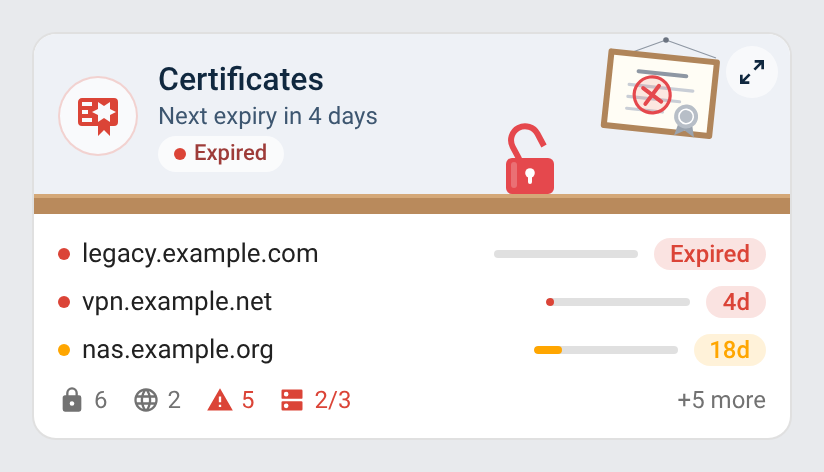 Certificates
Next expiry in 4 days
Expired
legacy.example.com Expired
vpn.example.net 4d
nas.example.org 18d
6 2 5 2/3 +5 more